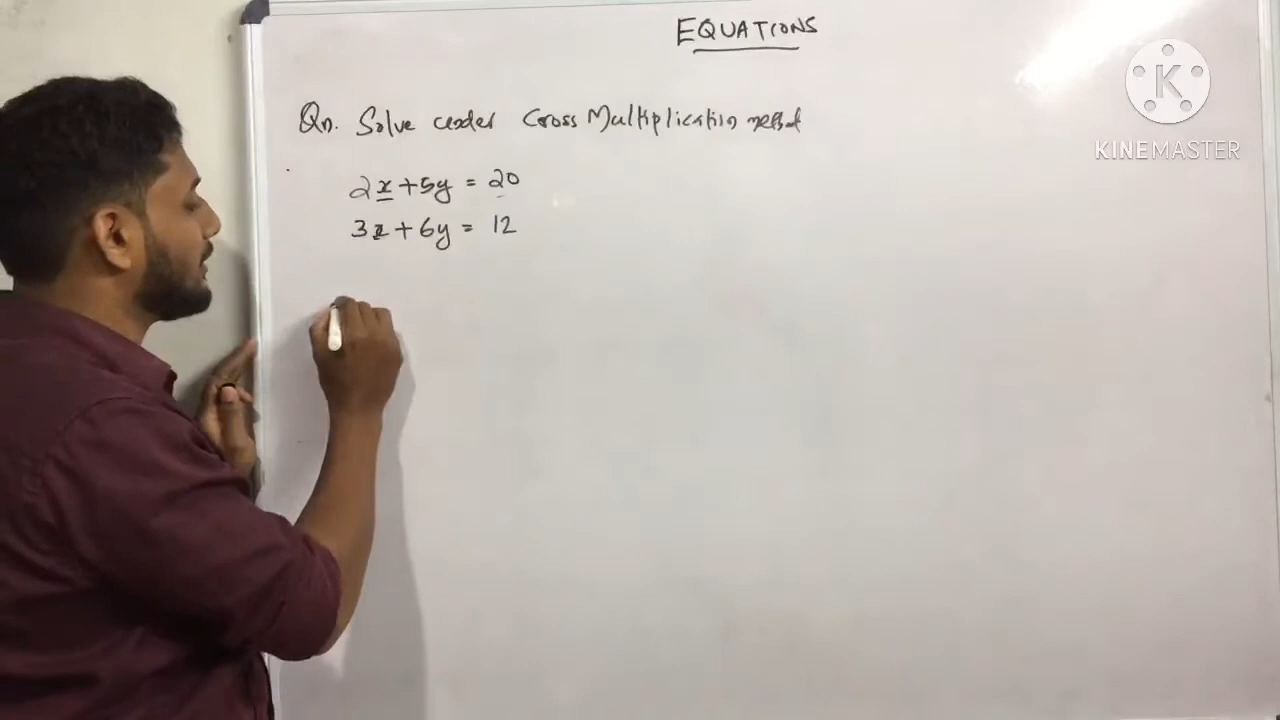 EQUATIONS
Qn. Solve under Cross Multiplication method
2x + 5y = 20
3x + 6y = 12
K
KINEMASTER